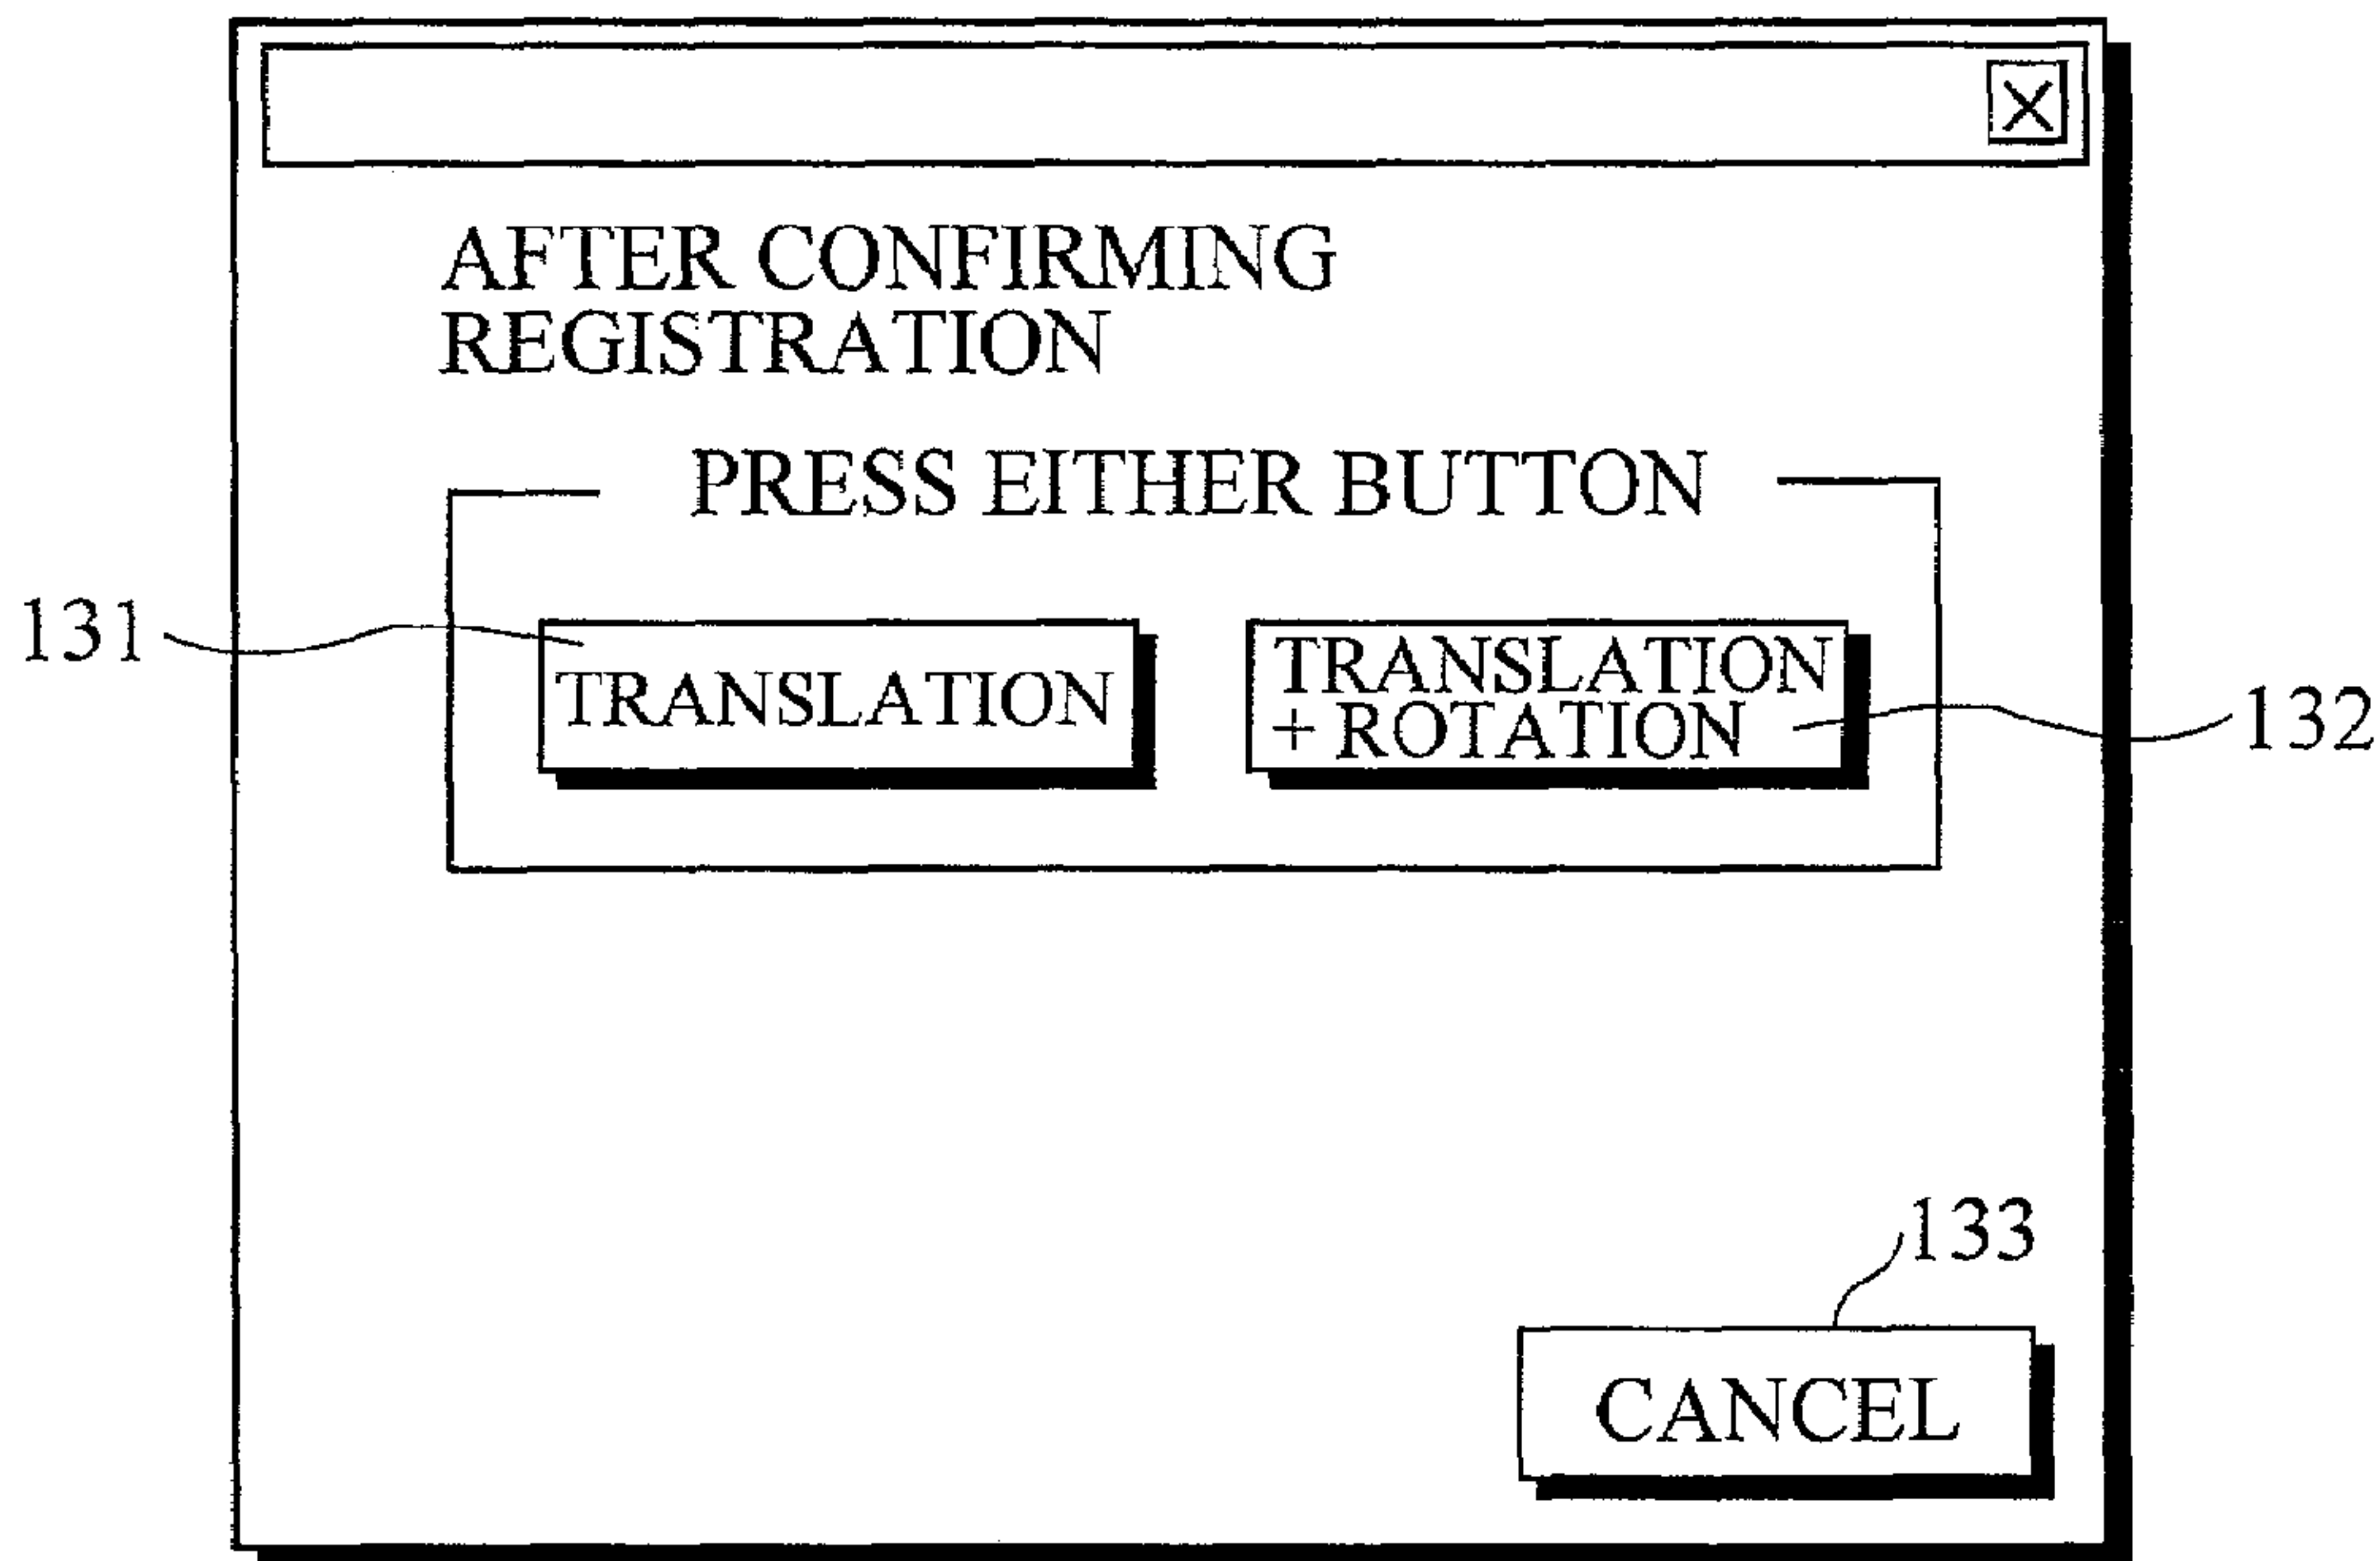 X
AFTER CONFIRMING
REGISTRATION
PRESS EITHER BUTTON
131
TRANSLATION
TRANSLATION
+ ROTATION
132
133
CANCEL